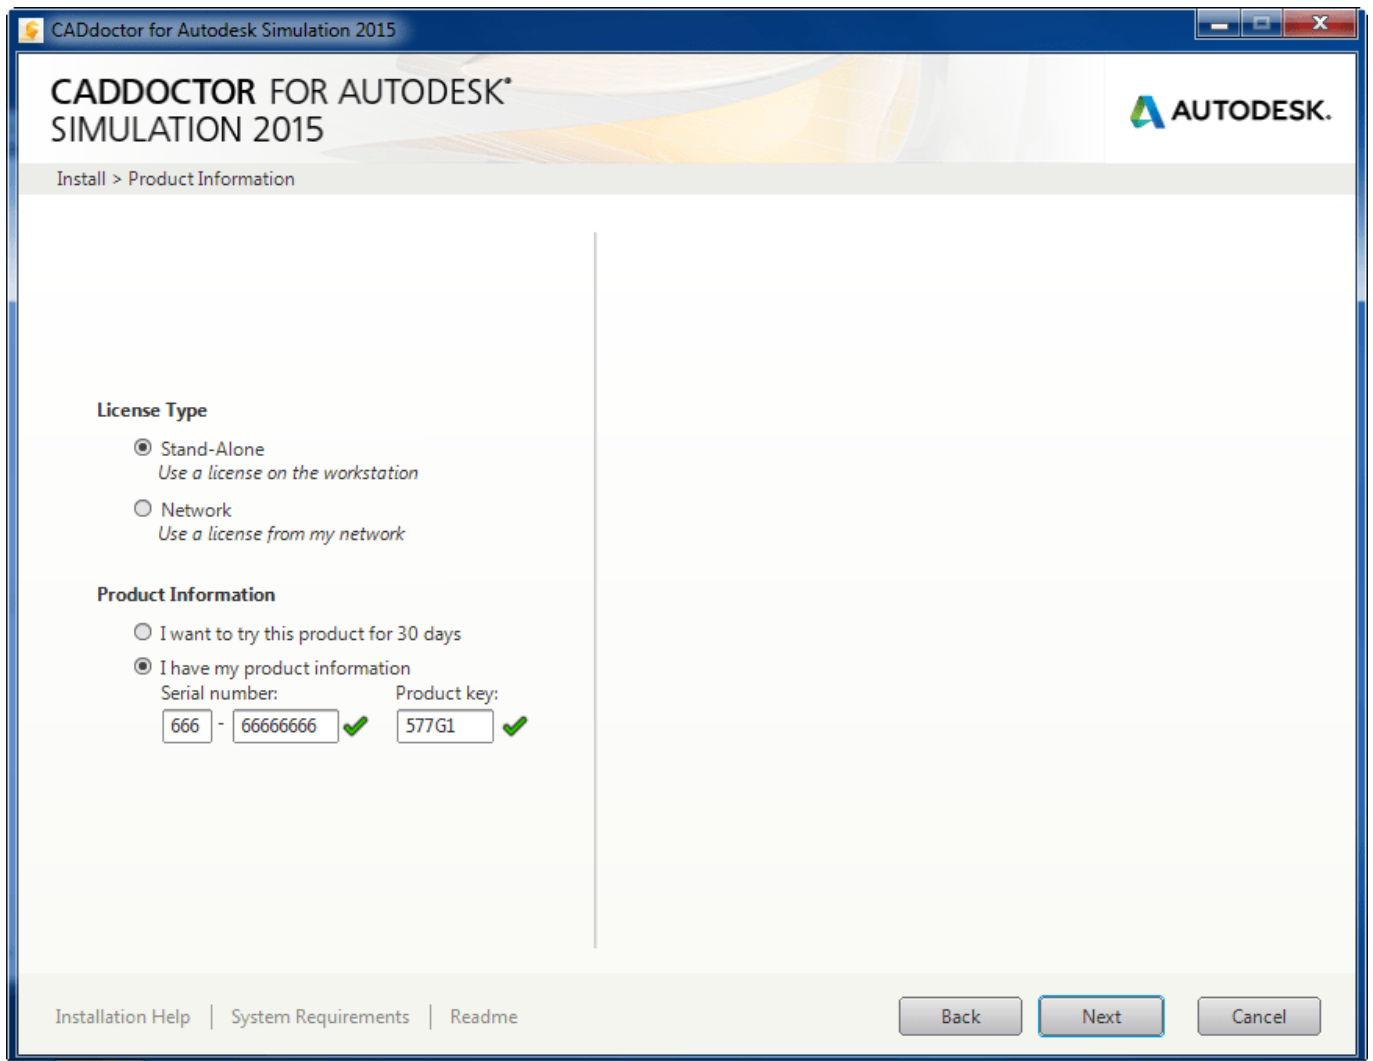 CADdoctor for Autodesk Simulation 2015
CADDOCTOR FOR AUTODESK®
SIMULATION 2015
AUTODESK.
Install > Product Information
License Type
Stand-Alone
Use a license on the workstation
Network
Use a license from my network
Product Information
I want to try this product for 30 days
I have my product information
Serial number: Product key:
666 - 66666666 577G1
Installation Help | System Requirements | Readme
Back Next Cancel